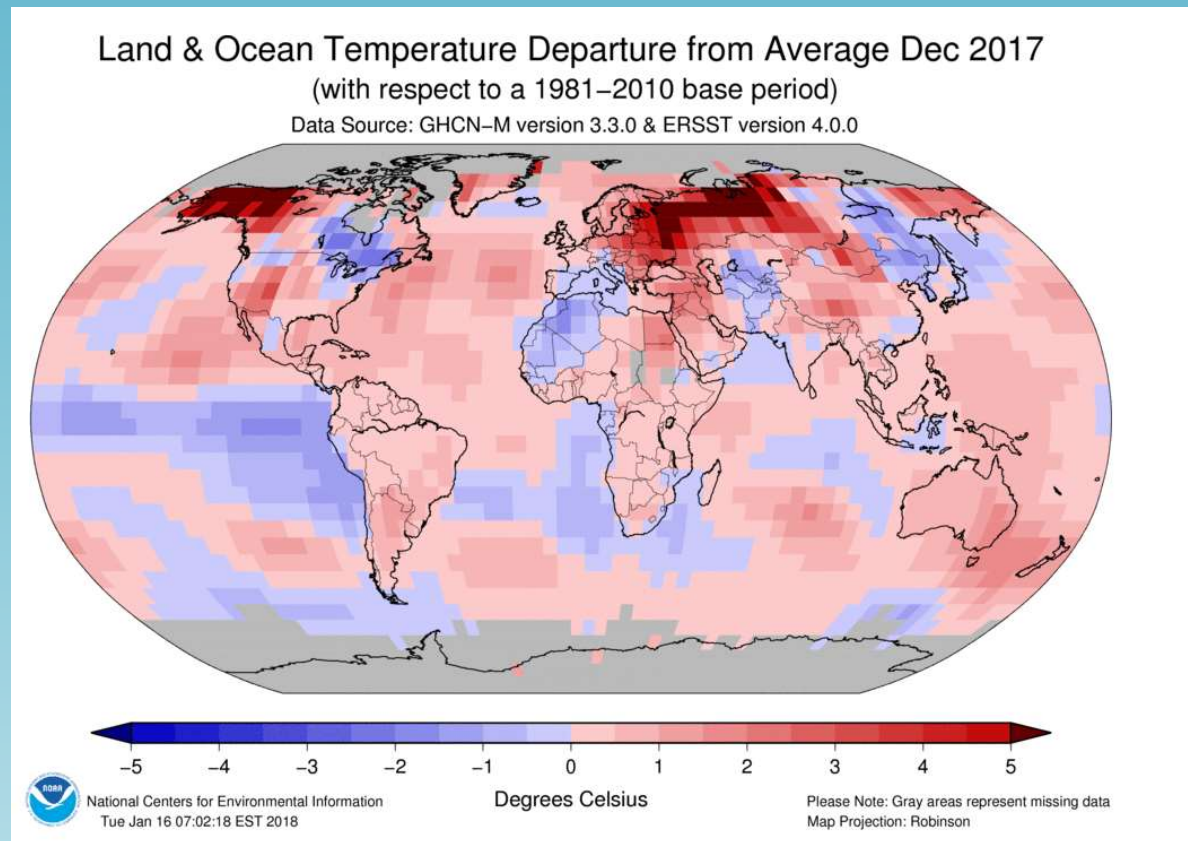 Land & Ocean Temperature Departure from Average Dec 2017
(with respect to a 1981–2010 base period)
Data Source: GHCN–M version 3.3.0 & ERSST version 4.0.0
−5 −4 −3 −2 −1 0 1 2 3 4 5
Degrees Celsius
NOAA
National Centers for Environmental Information
Tue Jan 16 07:02:18 EST 2018
Please Note: Gray areas represent missing data
Map Projection: Robinson